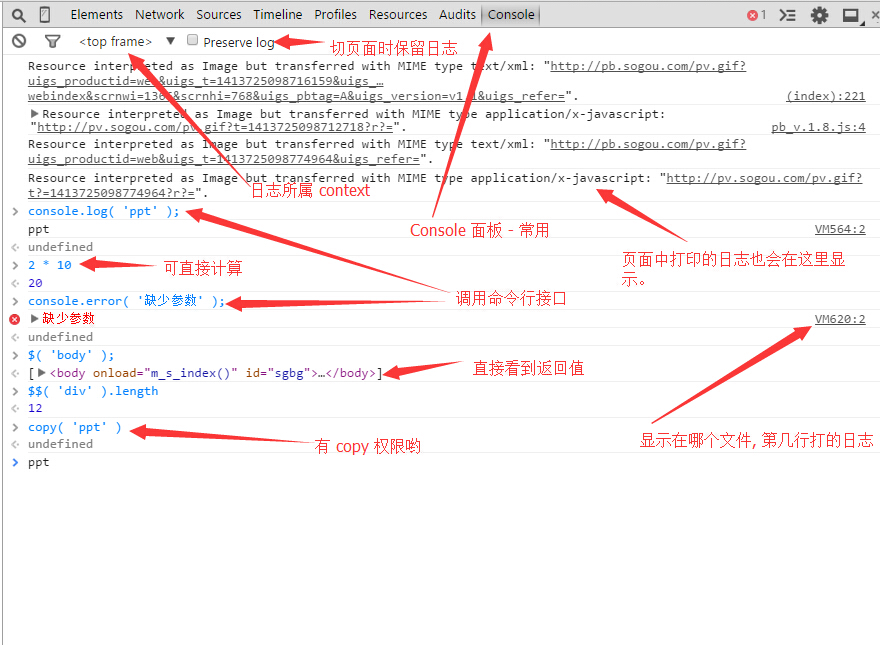 Elements Network Sources Timeline Profiles Resources Audits Console 1
<top frame> ▼ Preserve log 切页面时保留日志
Resource interpreted as Image but transferred with MIME type text/xml: "http://pb.sogou.com/pv.gif?
uigs_productid=web&uigs_t=1413725098716159&uigs_…
webindex&scrnwi=1366&scrnhi=768&uigs_pbtag=A&uigs_version=v1.1&uigs_refer=". (index):221
▶Resource interpreted as Image but transferred with MIME type application/x-javascript:
"http://pv.sogou.com/pv.gif?t=1413725098712718?r?=". pb_v.1.8.js:4
Resource interpreted as Image but transferred with MIME type text/xml: "http://pb.sogou.com/pv.gif?
uigs_productid=web&uigs_t=1413725098774964&uigs_refer=".
Resource interpreted as Image but transferred with MIME type application/x-javascript: "http://pv.sogou.com/pv.gif?
t?=1413725098774964?r?=".
日志所属 context
> console.log( 'ppt' );
ppt VM564:2
Console 面板 - 常用
< undefined
> 2 * 10 可直接计算
页面中打印的日志也会在这里显
示。
< 20
> console.error( '缺少参数' ); 调用命令行接口
▶缺少参数 VM620:2
< undefined
> $( 'body' );
< [▶<body onload="m_s_index()" id="sgbg">…</body>] 直接看到返回值
> $$( 'div' ).length
< 12
> copy( 'ppt' )
< undefined 有 copy 权限哟
显示在哪个文件, 第几行打的日志
> ppt